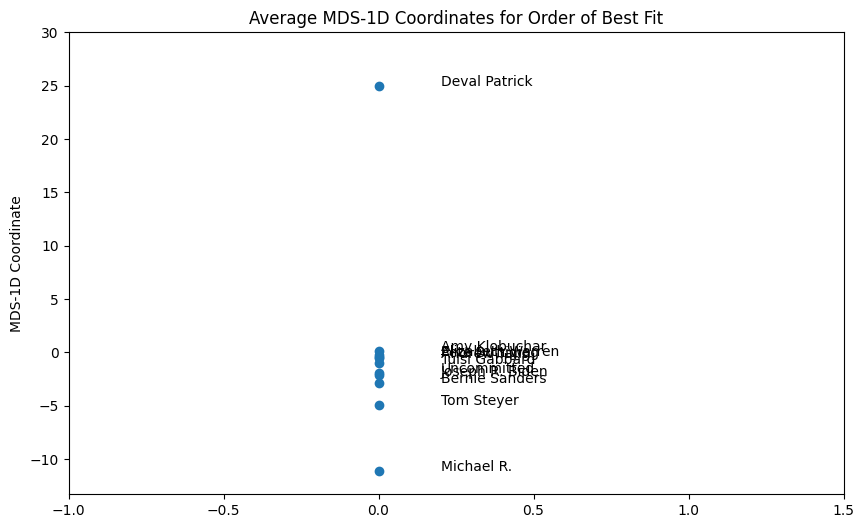 Average MDS-1D Coordinates for Order of Best Fit
30
25
20
15
10
5
0
−5
−10
MDS-1D Coordinate
Deval Patrick
Amy Klobuchar
Tulsi Gabbard
Uncommitted
Joseph R. Biden
Bernie Sanders
Tom Steyer
Michael R.
−1.0
−0.5
0.0
0.5
1.0
1.5